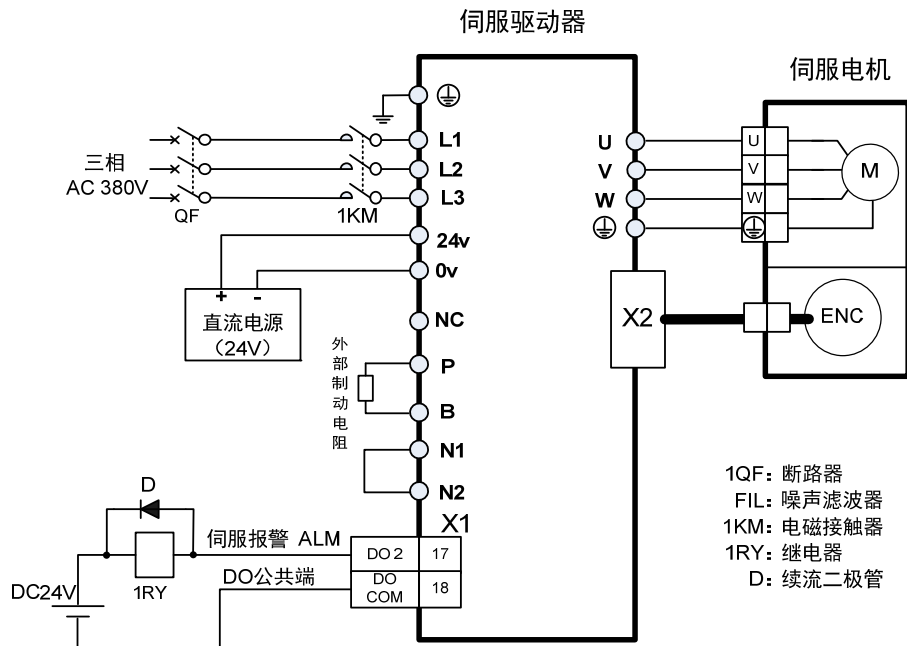 伺服驱动器
伺服电机
三相
AC 380V
QF
1KM
L1
L2
L3
24v
0v
+ -
直流电源
(24V)
NC
外部制动电阻
P
B
N1
N2
X1
U
V
W
U
V
W
M
X2
ENC
D
伺服报警 ALM
DO 2
17
DO公共端
DO
COM
18
DC24V
1RY
1QF：断路器
FIL：噪声滤波器
1KM：电磁接触器
1RY：继电器
D：续流二极管